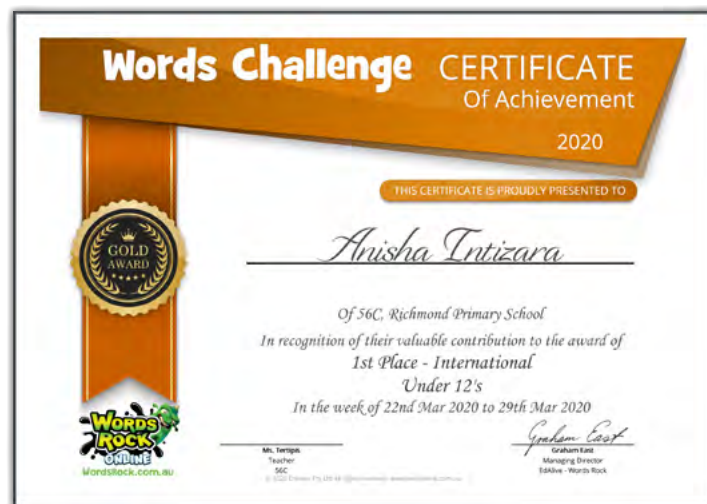 Words Challenge CERTIFICATE
Of Achievement
2020
THIS CERTIFICATE IS PROUDLY PRESENTED TO
Anisha Intizara
GOLD
AWARD
Of 56C, Richmond Primary School
In recognition of their valuable contribution to the award of
1st Place - International
Under 12's
In the week of 22nd Mar 2020 to 29th Mar 2020
WORDS
ROCK
ONLINE
WordsRock.com.au
Ms. Tertipis
Teacher
56C
Graham East
Graham East
Managing Director
EdAlive - Words Rock